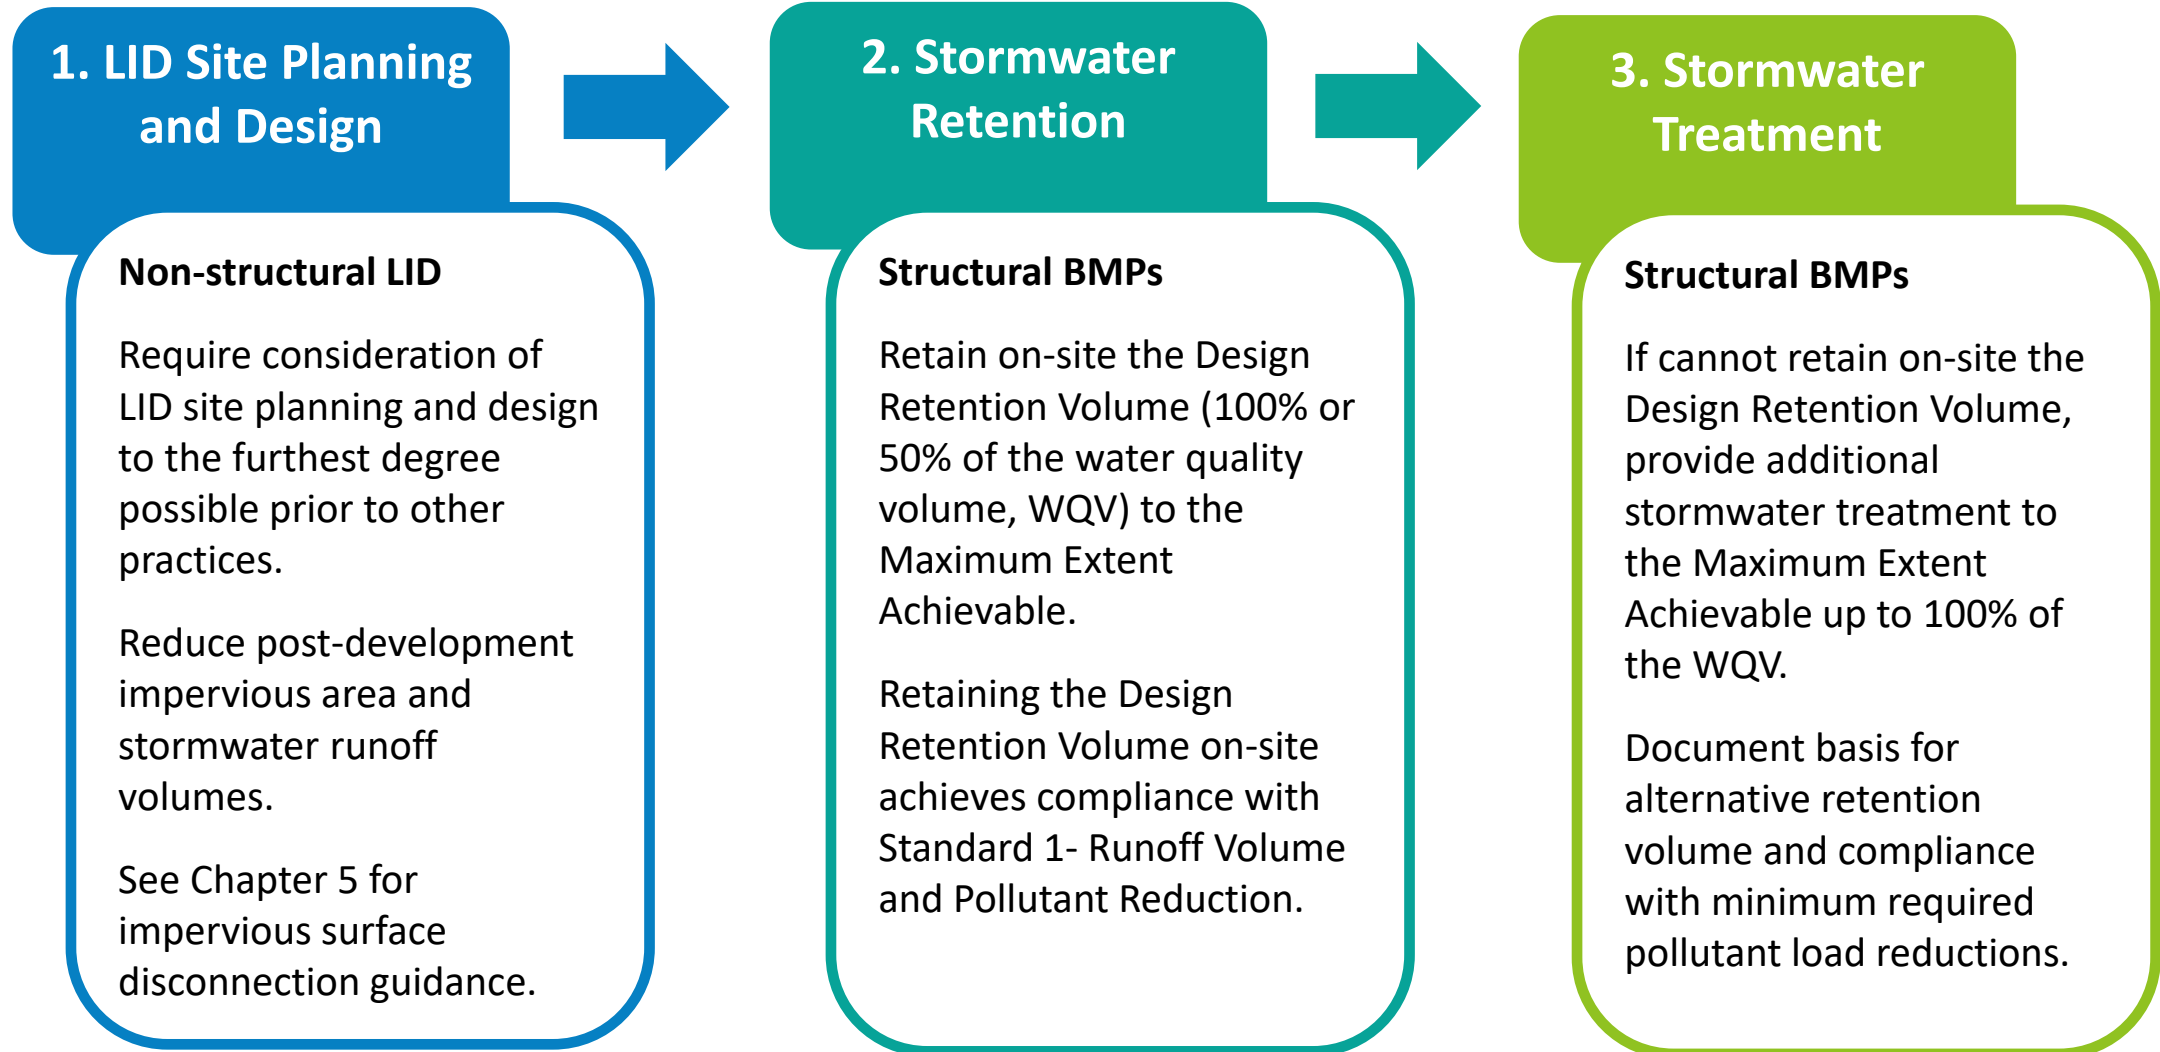 1. LID Site Planning
and Design
Non-structural LID
Require consideration of
LID site planning and design
to the furthest degree
possible prior to other
practices.
Reduce post-development
impervious area and
stormwater runoff
volumes.
See Chapter 5 for
impervious surface
disconnection guidance.
2. Stormwater
Retention
Structural BMPs
Retain on-site the Design
Retention Volume (100% or
50% of the water quality
volume, WQV) to the
Maximum Extent
Achievable.
Retaining the Design
Retention Volume on-site
achieves compliance with
Standard 1- Runoff Volume
and Pollutant Reduction.
3. Stormwater
Treatment
Structural BMPs
If cannot retain on-site the
Design Retention Volume,
provide additional
stormwater treatment to
the Maximum Extent
Achievable up to 100% of
the WQV.
Document basis for
alternative retention
volume and compliance
with minimum required
pollutant load reductions.